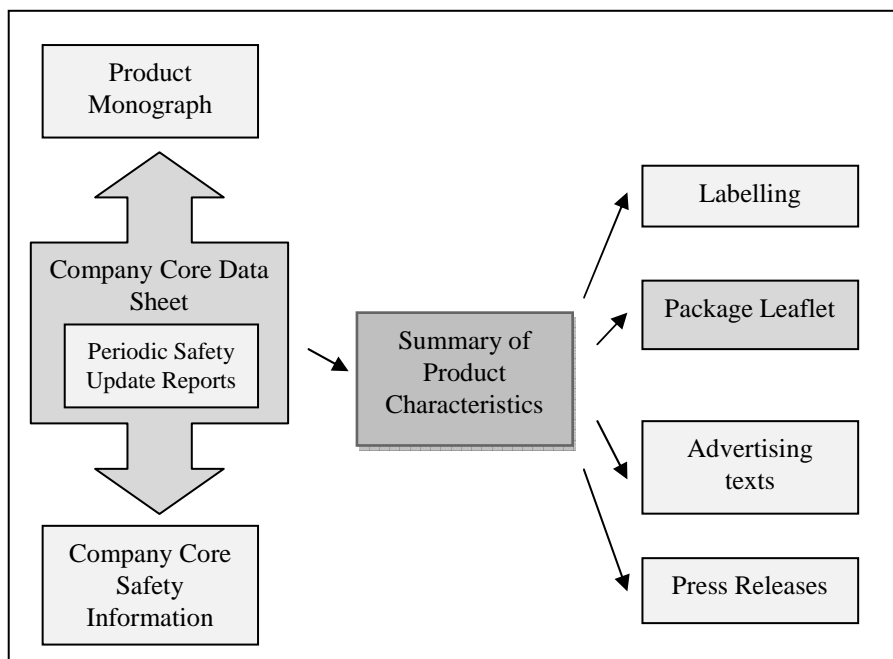 Product
Monograph
Company Core Data
Sheet
Periodic Safety
Update Reports
Company Core
Safety
Information
Summary of
Product
Characteristics
Labelling
Package Leaflet
Advertising
texts
Press Releases